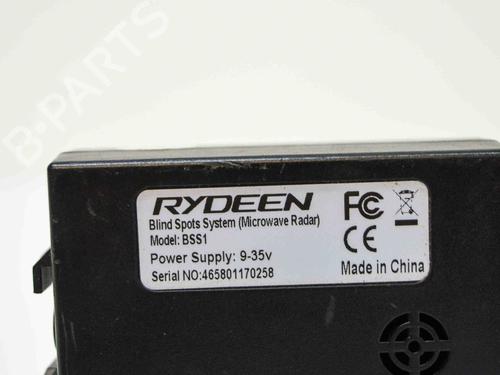 B-PARTS
RYDEEN
Blind Spots System (Microwave Radar)
Model: BSS1
Power Supply: 9-35v
Serial NO:465801170258
FC
CE
Made in China